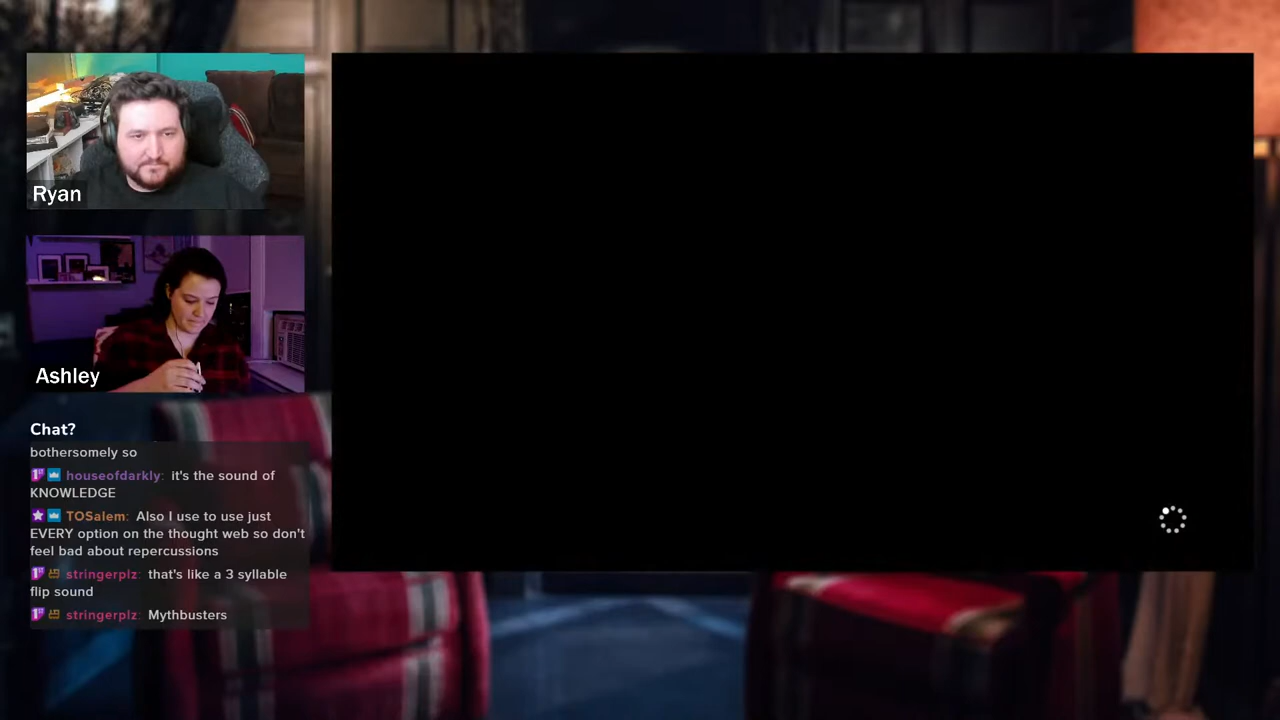 Ryan
Ashley
Chat?
bothersomely so
houseofdarkly: it's the sound of
KNOWLEDGE
TOSalem: Also I use to use just
EVERY option on the thought web so don't
feel bad about repercussions
stringerplz: that's like a 3 syllable
flip sound
stringerplz: Mythbusters